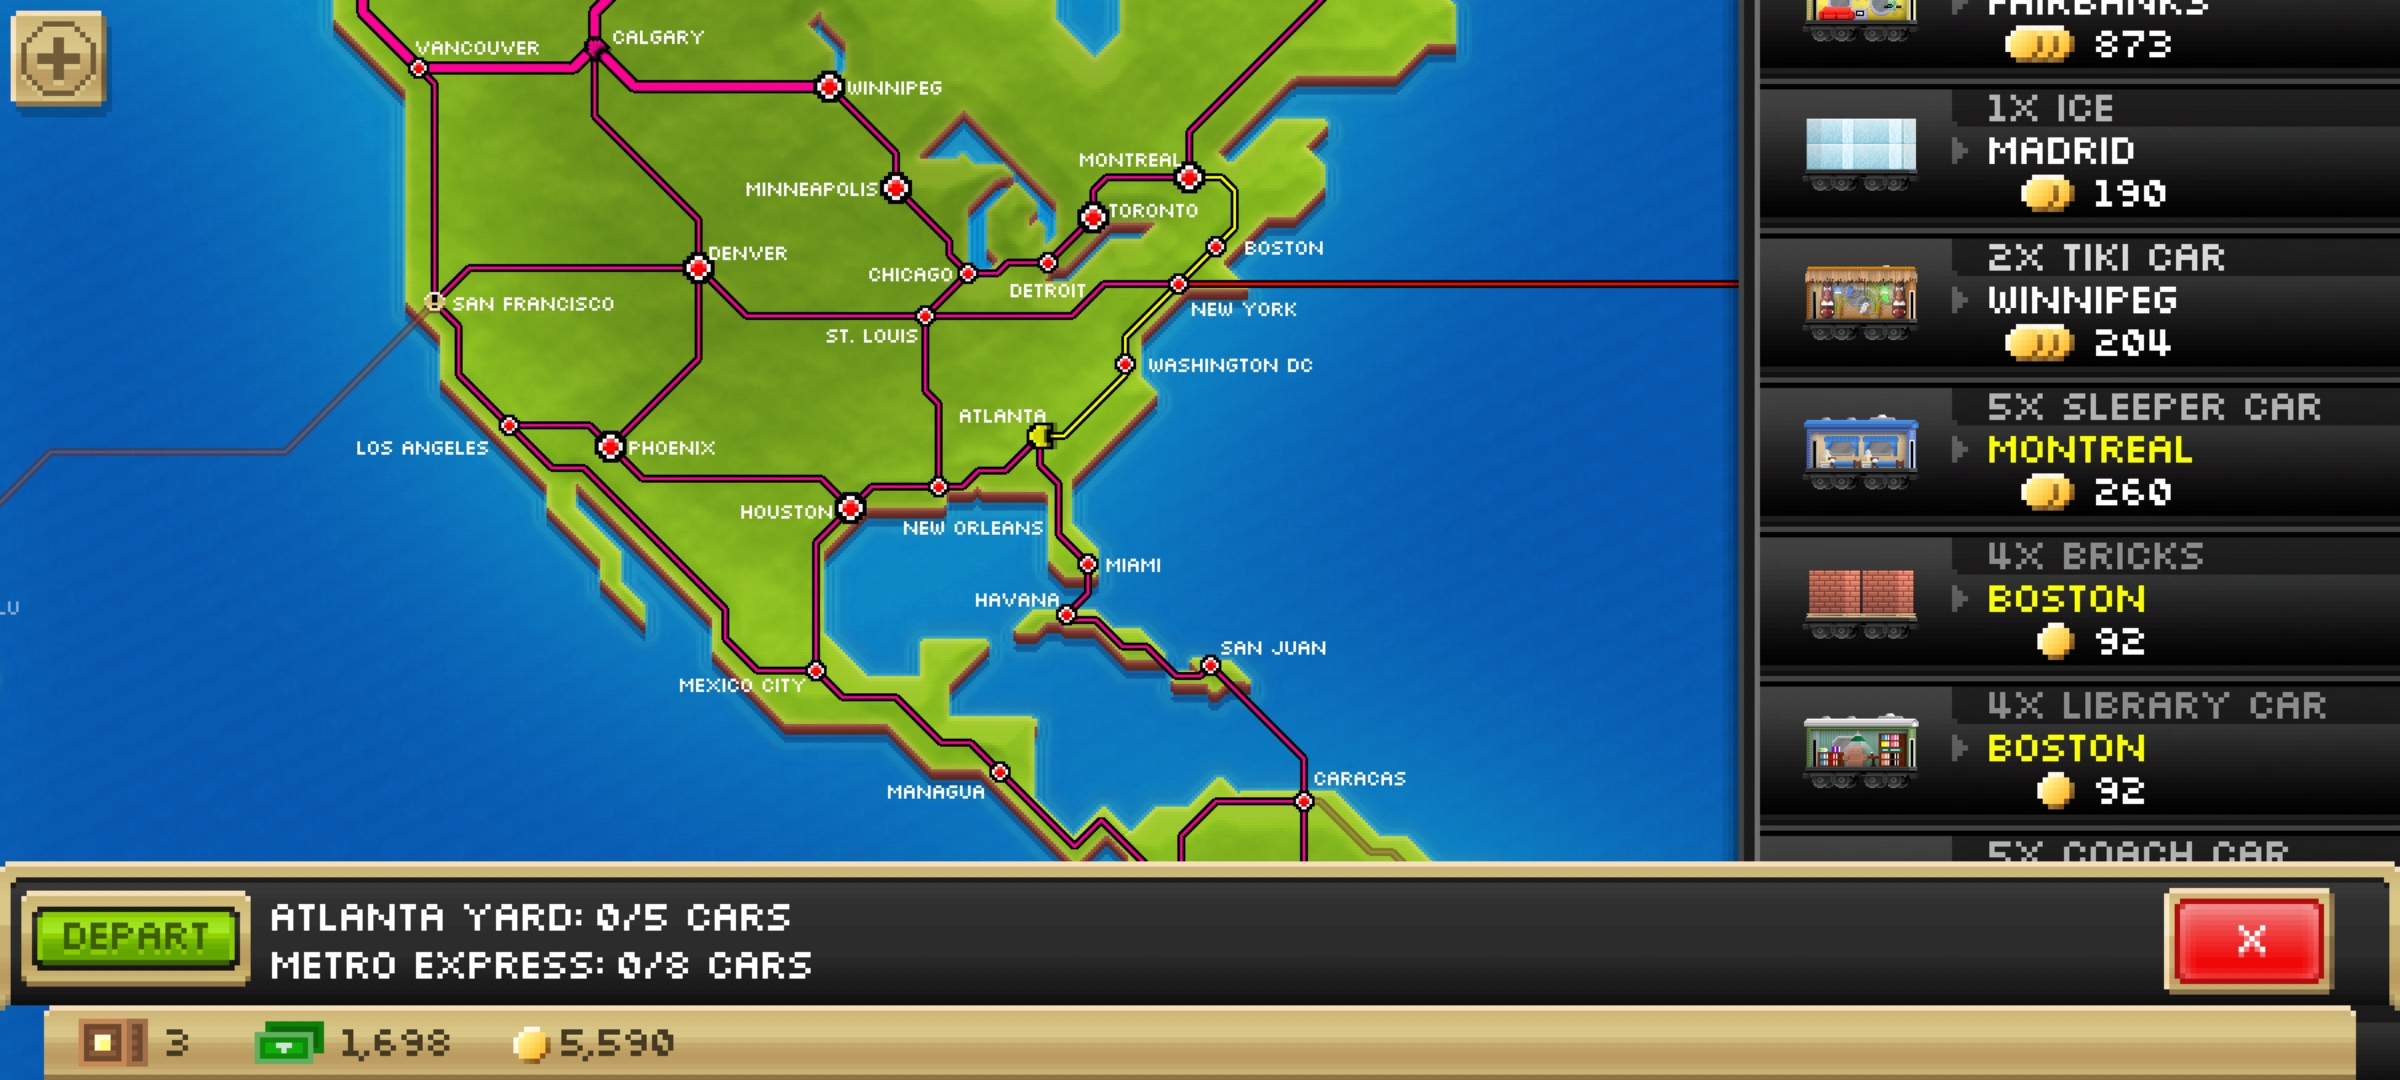 VANCOUVER
CALGARY
WINNIPEG
MINNEAPOLIS
MONTREAL
TORONTO
BOSTON
DENVER
CHICAGO
DETROIT
SAN FRANCISCO
NEW YORK
ST. LOUIS
WASHINGTON DC
ATLANTA
LOS ANGELES
PHOENIX
HOUSTON
NEW ORLEANS
MIAMI
HAVANA
LU
SAN JUAN
MEXICO CITY
MANAGUA
CARACAS
FAIRBANKS
873
1X ICE
MADRID
190
2X TIKI CAR
WINNIPEG
204
5X SLEEPER CAR
MONTREAL
260
4X BRICKS
BOSTON
92
4X LIBRARY CAR
BOSTON
92
5X COACH CAR
DEPART
ATLANTA YARD: 0/5 CARS
METRO EXPRESS: 0/8 CARS
X
3
1,698
5,590